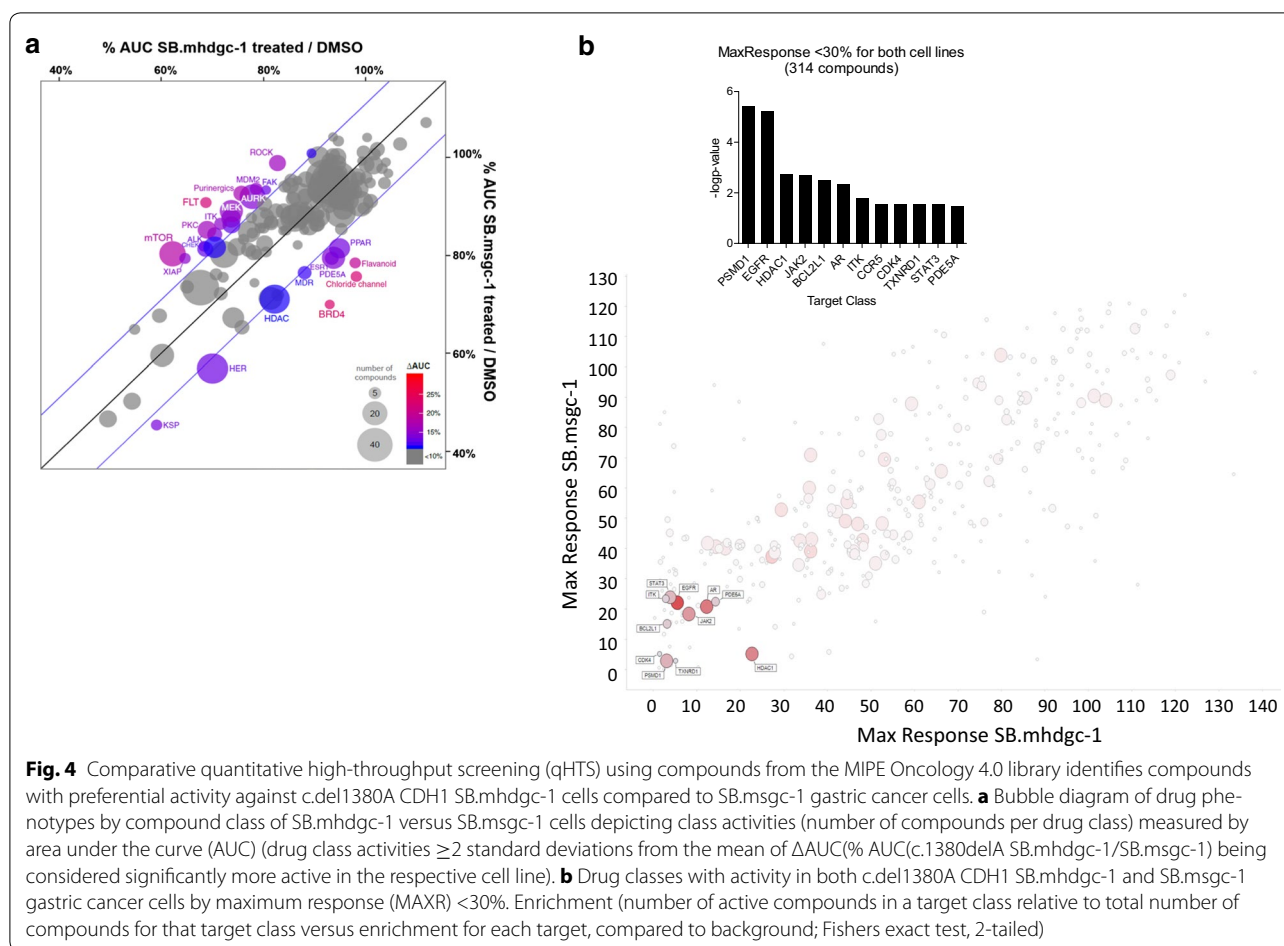 a
% AUC SB.mhdgc-1 treated / DMSO
40% 60% 80% 100%
ROCK
MDM2 FAK
Purinergics
AURK
FLT
MEK
ITK
PKC
ALK
mTOR
XIAP
PPAR
ESRT
Flavanoid
PDE5A
MDR
Chloride channel
HDAC
BRD4
HER
KSP
100%
80%
60%
40%
% AUC SB.msgc-1 treated / DMSO
number of
compounds
5
20
40
ΔAUC
25%
20%
15%
<10%
b
MaxResponse <30% for both cell lines
(314 compounds)
6
4
2
0
-logp-value
PSMD1 EGFR HDAC1 JAK2 BCL2L1 AR ITK CCR5 CDK4 TXNRD1 STAT3 PDE5A
Target Class
130
120
110
100
90
80
70
60
50
40
30
20
10
0
Max Response SB.msgc-1
STAT3
EGFR
AR
ITK
PDE5A
JAK2
BCL2L1
CDK4
TXNRD1
HDAC1
PSMD1
0 10 20 30 40 50 60 70 80 90 100 110 120 130 140
Max Response SB.mhdgc-1
Fig. 4 Comparative quantitative high-throughput screening (qHTS) using compounds from the MIPE Oncology 4.0 library identifies compounds
with preferential activity against c.del1380A CDH1 SB.mhdgc-1 cells compared to SB.msgc-1 gastric cancer cells. a Bubble diagram of drug phe-
notypes by compound class of SB.mhdgc-1 versus SB.msgc-1 cells depicting class activities (number of compounds per drug class) measured by
area under the curve (AUC) (drug class activities ≥2 standard deviations from the mean of ΔAUC(% AUC(c.1380delA SB.mhdgc-1/SB.msgc-1) being
considered significantly more active in the respective cell line). b Drug classes with activity in both c.del1380A CDH1 SB.mhdgc-1 and SB.msgc-1
gastric cancer cells by maximum response (MAXR) <30%. Enrichment (number of active compounds in a target class relative to total number of
compounds for that target class versus enrichment for each target, compared to background; Fishers exact test, 2-tailed)